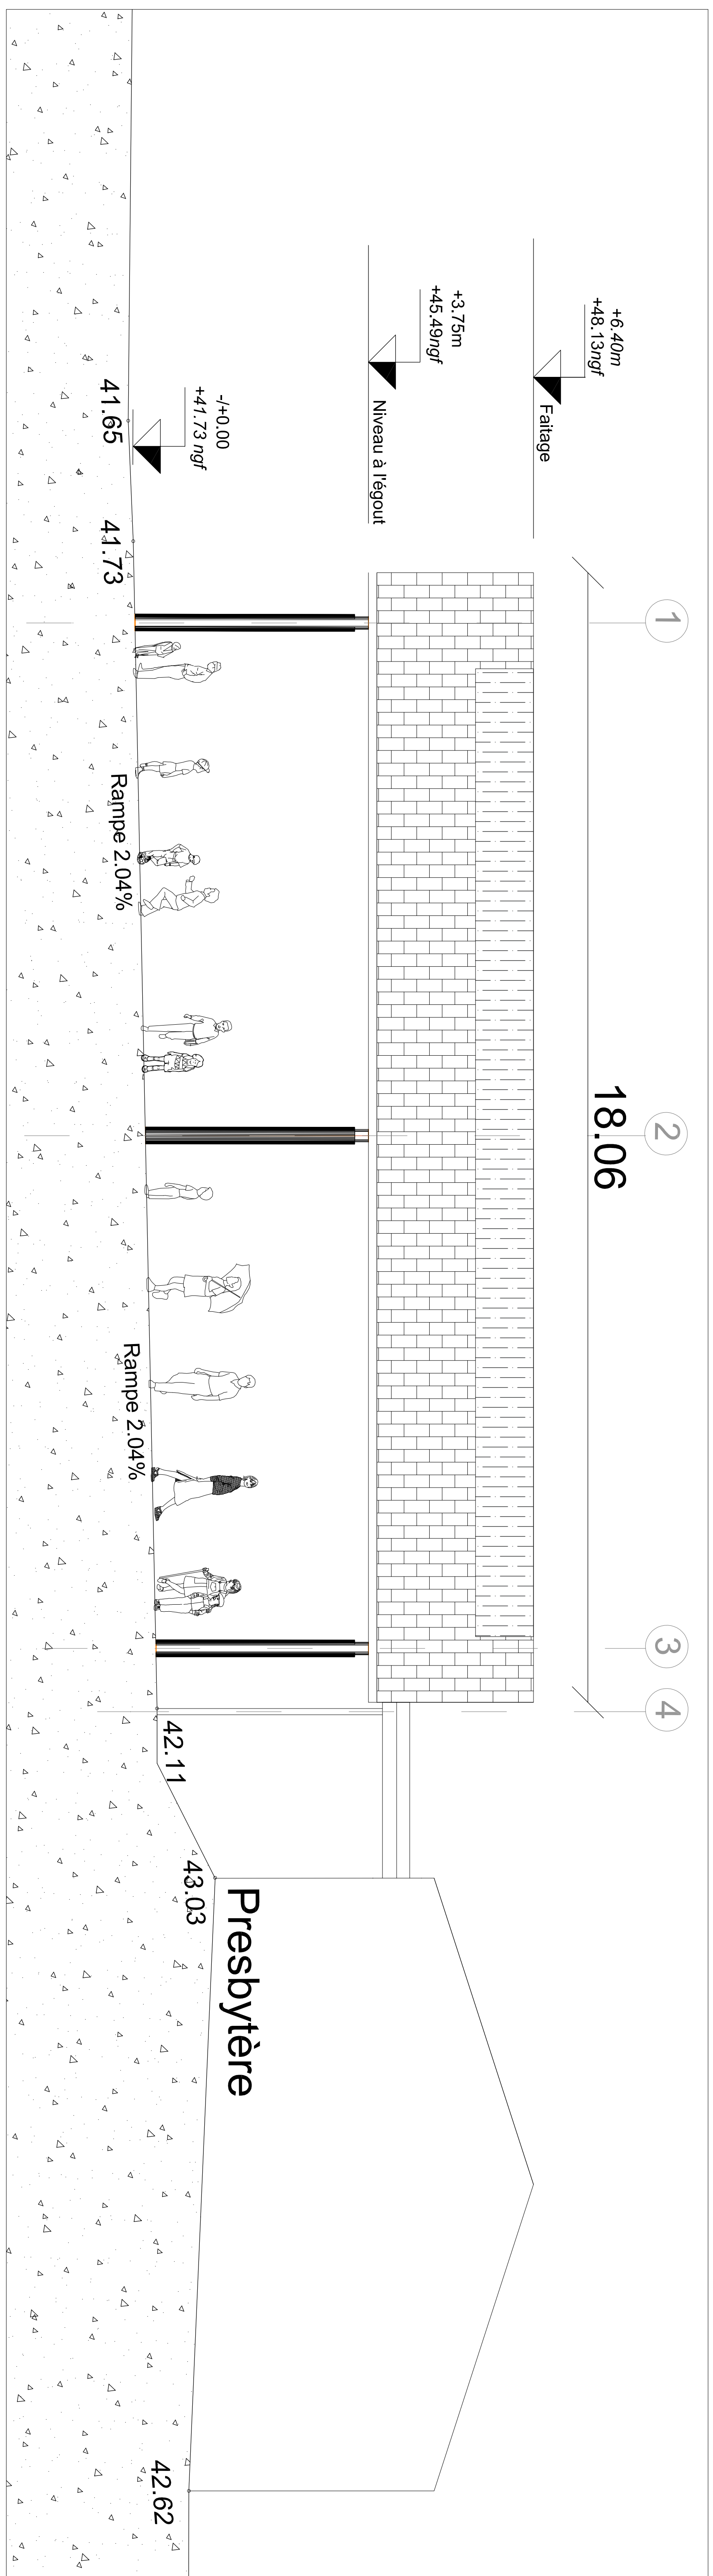 1
2
3
4
18.06
+6.40m
+48.13ngf
Faitage
+3.75m
+45.49ngf
Niveau à l'égout
-/+0.00
+41.73 ngf
Presbytère
41.65
41.73
Rampe 2.04%
Rampe 2.04%
42.11
43.03
42.62